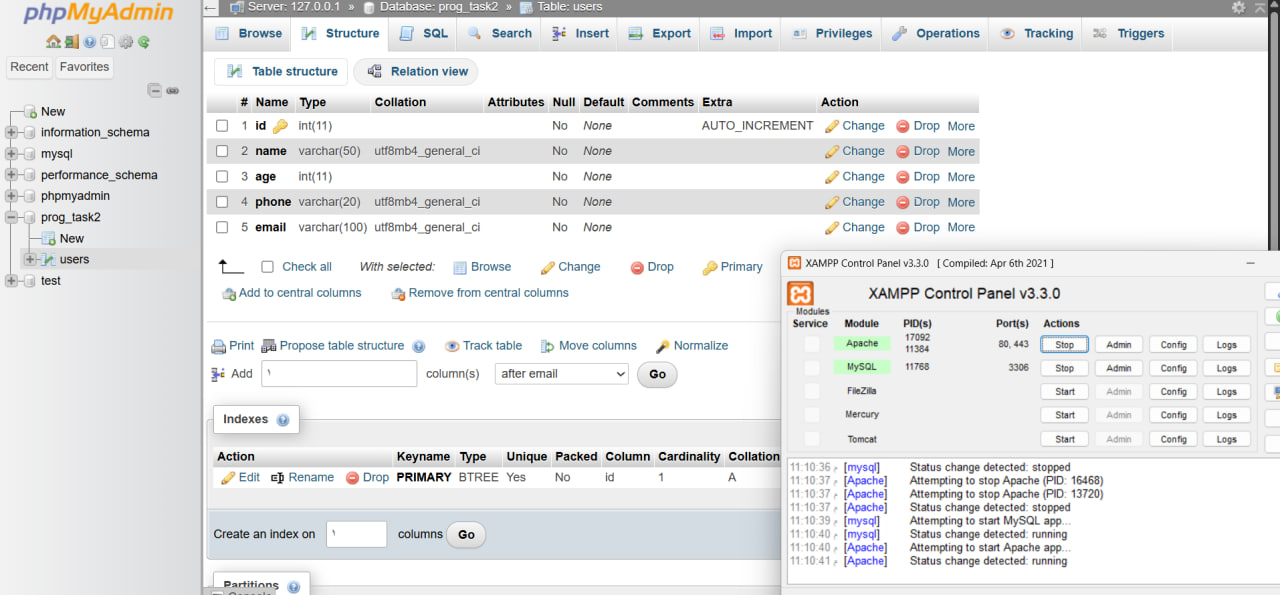 phpMyAdmin
Recent Favorites
New
information_schema
mysql
performance_schema
phpmyadmin
prog_task2
New
users
test
Server: 127.0.0.1 » Database: prog_task2 » Table: users
Browse Structure SQL Search Insert Export Import Privileges Operations Tracking Triggers
Table structure Relation view
# Name Type Collation Attributes Null Default Comments Extra Action
1 id int(11) No None AUTO_INCREMENT Change Drop More
2 name varchar(50) utf8mb4_general_ci No None Change Drop More
3 age int(11) No None Change Drop More
4 phone varchar(20) utf8mb4_general_ci No None Change Drop More
5 email varchar(100) utf8mb4_general_ci No None Change Drop More
Check all With selected: Browse Change Drop Primary
Add to central columns Remove from central columns
Print Propose table structure Track table Move columns Normalize
Add ١ column(s) after email Go
Indexes
Action Keyname Type Unique Packed Column Cardinality Collation
Edit Rename Drop PRIMARY BTREE Yes No id 1 A
Create an index on ١ columns Go
Partitions
Console
XAMPP Control Panel v3.3.0 [ Compiled: Apr 6th 2021 ]
XAMPP Control Panel v3.3.0
Modules
Service Module PID(s) Port(s) Actions
Apache 17092 11384 80, 443 Stop Admin Config Logs
MySQL 11768 3306 Stop Admin Config Logs
FileZilla Start Admin Config Logs
Mercury Start Admin Config Logs
Tomcat Start Admin Config Logs
11:10:36 م [mysql] Status change detected: stopped
11:10:37 م [Apache] Attempting to stop Apache (PID: 16468)
11:10:37 م [Apache] Attempting to stop Apache (PID: 13720)
11:10:37 م [Apache] Status change detected: stopped
11:10:39 م [mysql] Attempting to start MySQL app...
11:10:40 م [mysql] Status change detected: running
11:10:40 م [Apache] Attempting to start Apache app...
11:10:41 م [Apache] Status change detected: running